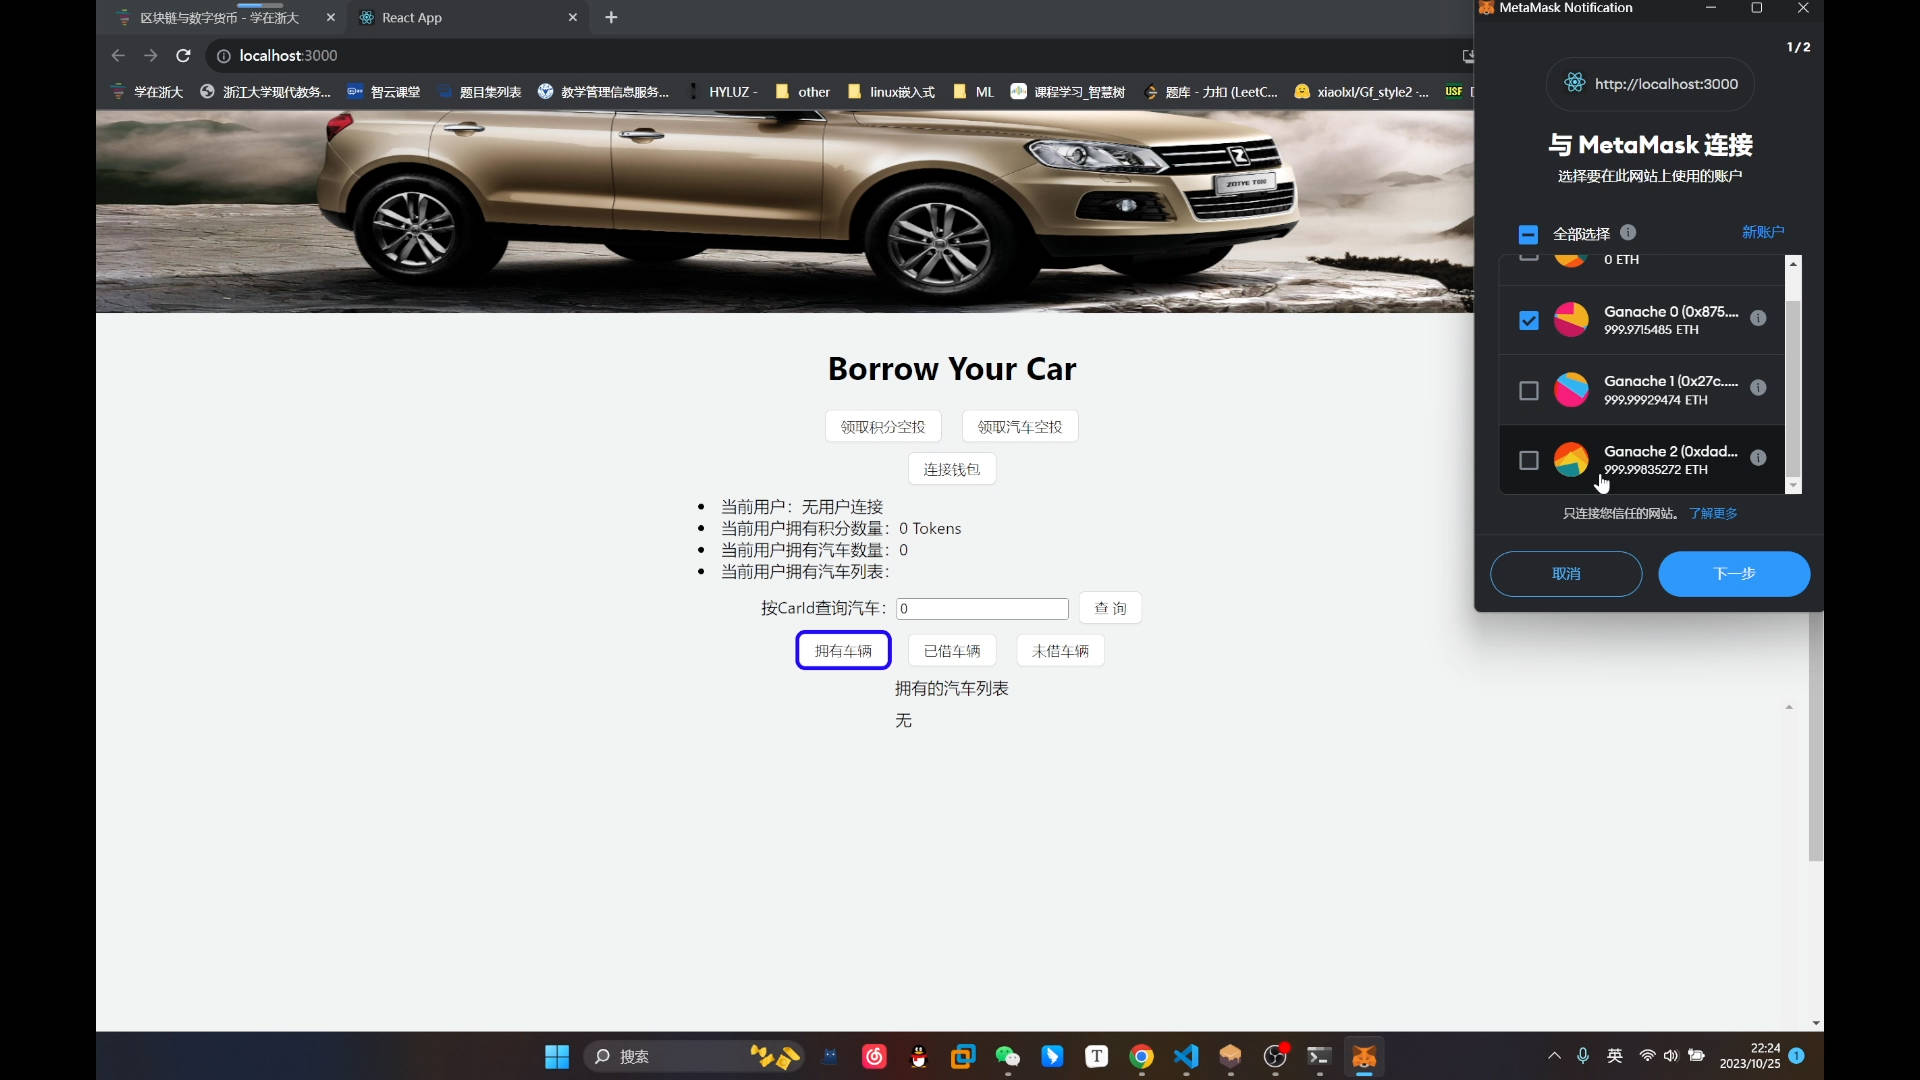 区块链与数字货币 - 学在浙大
React App
MetaMask Notification
localhost:3000
1/2
学在浙大
浙江大学现代教务...
智云课堂
题目集列表
教学管理信息服务...
HYLUZ -
other
linux嵌入式
ML
课程学习_智慧树
题库 - 力扣 (LeetC...
xiaolxl/Gf_style2 -...
USF
http://localhost:3000
与 MetaMask 连接
选择要在此网站上使用的账户
全部选择
新账户
0 ETH
Ganache 0 (0x875....
999.9715485 ETH
Ganache 1 (0x27c.....
999.99929474 ETH
Ganache 2 (0xdad...
999.99835272 ETH
只连接您信任的网站。 了解更多
取消
下一步
Borrow Your Car
领取积分空投
领取汽车空投
连接钱包
当前用户：无用户连接
当前用户拥有积分数量：0 Tokens
当前用户拥有汽车数量：0
当前用户拥有汽车列表：
按CarId查询汽车：
0
查 询
拥有车辆
已借车辆
未借车辆
拥有的汽车列表
无
搜索
T
英
22:24
2023/10/25
1